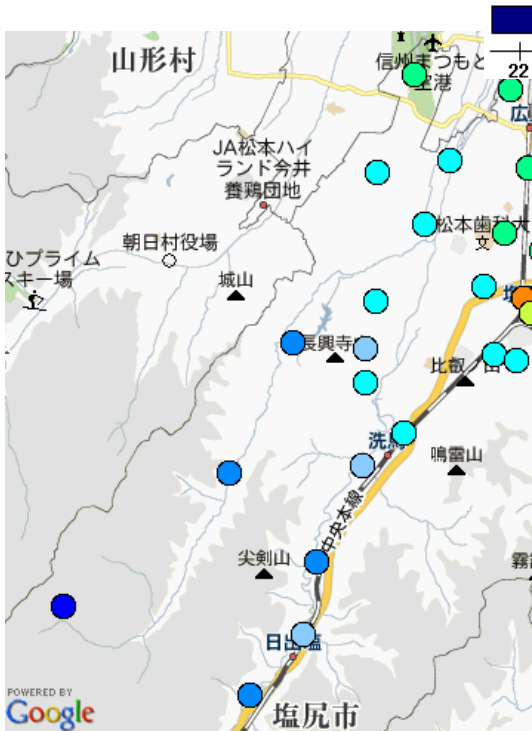 22
山形村
信州まつもと
空港
広
JA松本ハイ
ランド今井
養鶏団地
松本歯科大
朝日村役場
ひプライム
スキー場
城山
塩
長興寺
比叡ノ山
洗馬
鳴雷山
中央本線
尖剣山
霧
日出塩
塩尻市
POWERED BY
Google